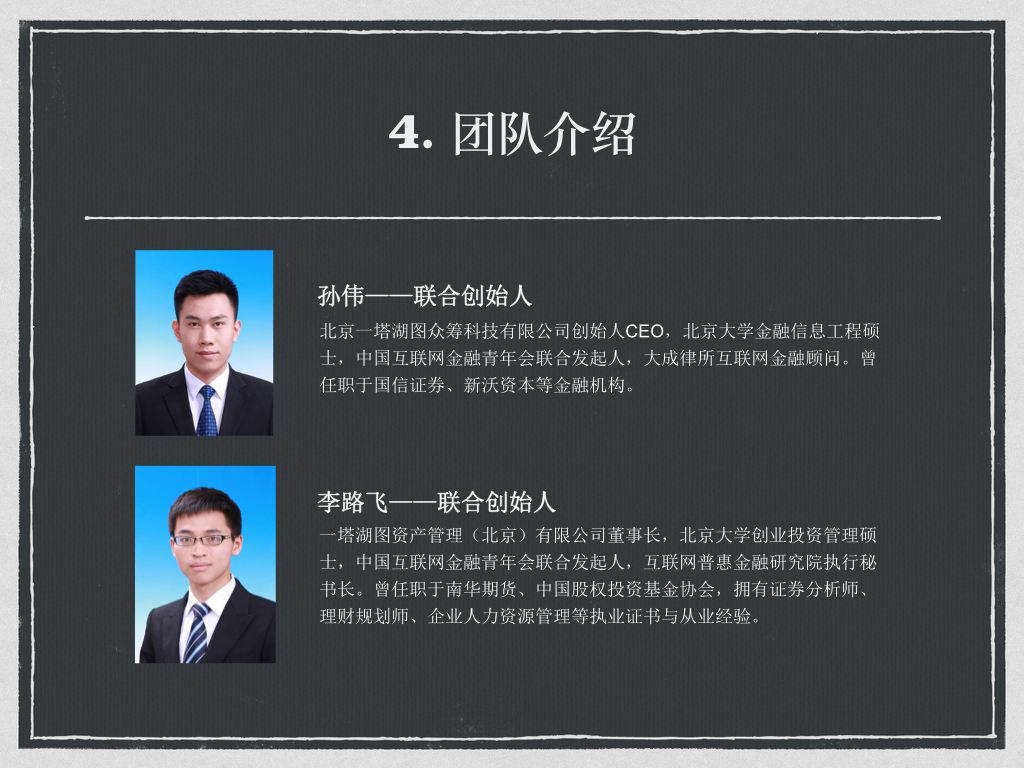 4. 团队介绍
孙伟——联合创始人
北京一塔湖图众筹科技有限公司创始人CEO，北京大学金融信息工程硕
士，中国互联网金融青年会联合发起人，大成律所互联网金融顾问。曾
任职于国信证券、新沃资本等金融机构。
李路飞——联合创始人
一塔湖图资产管理（北京）有限公司董事长，北京大学创业投资管理硕
士，中国互联网金融青年会联合发起人，互联网普惠金融研究院执行秘
书长。曾任职于南华期货、中国股权投资基金协会，拥有证券分析师、
理财规划师、企业人力资源管理等执业证书与从业经验。